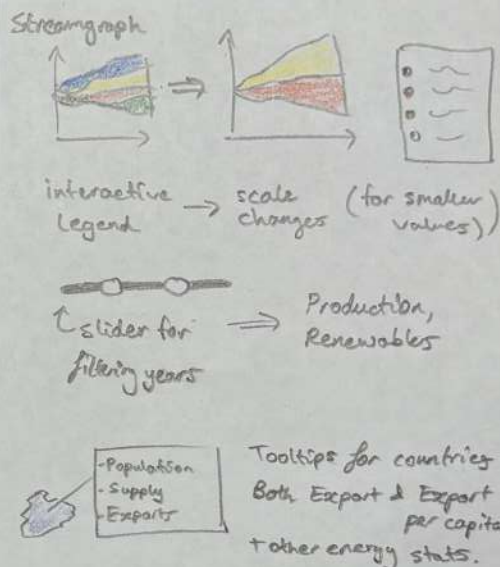 Streamgraph
interactive
legend
scale
changes
(for smaller
values)
slider for
filtering years
Production,
Renewables
-Population
-Supply
-Exports
Tooltips for countries
Both Export & Export
per capita
+ other energy stats.